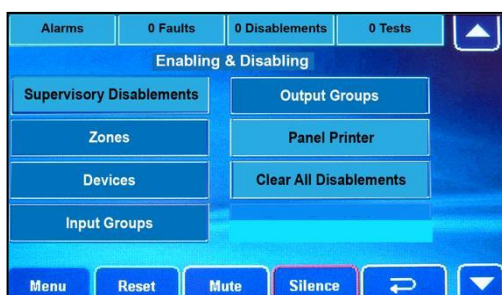 Alarms 0 Faults 0 Disablements 0 Tests
Enabling & Disabling
Supervisory Disablements Output Groups
Zones Panel Printer
Devices Clear All Disablements
Input Groups
Menu Reset Mute Silence